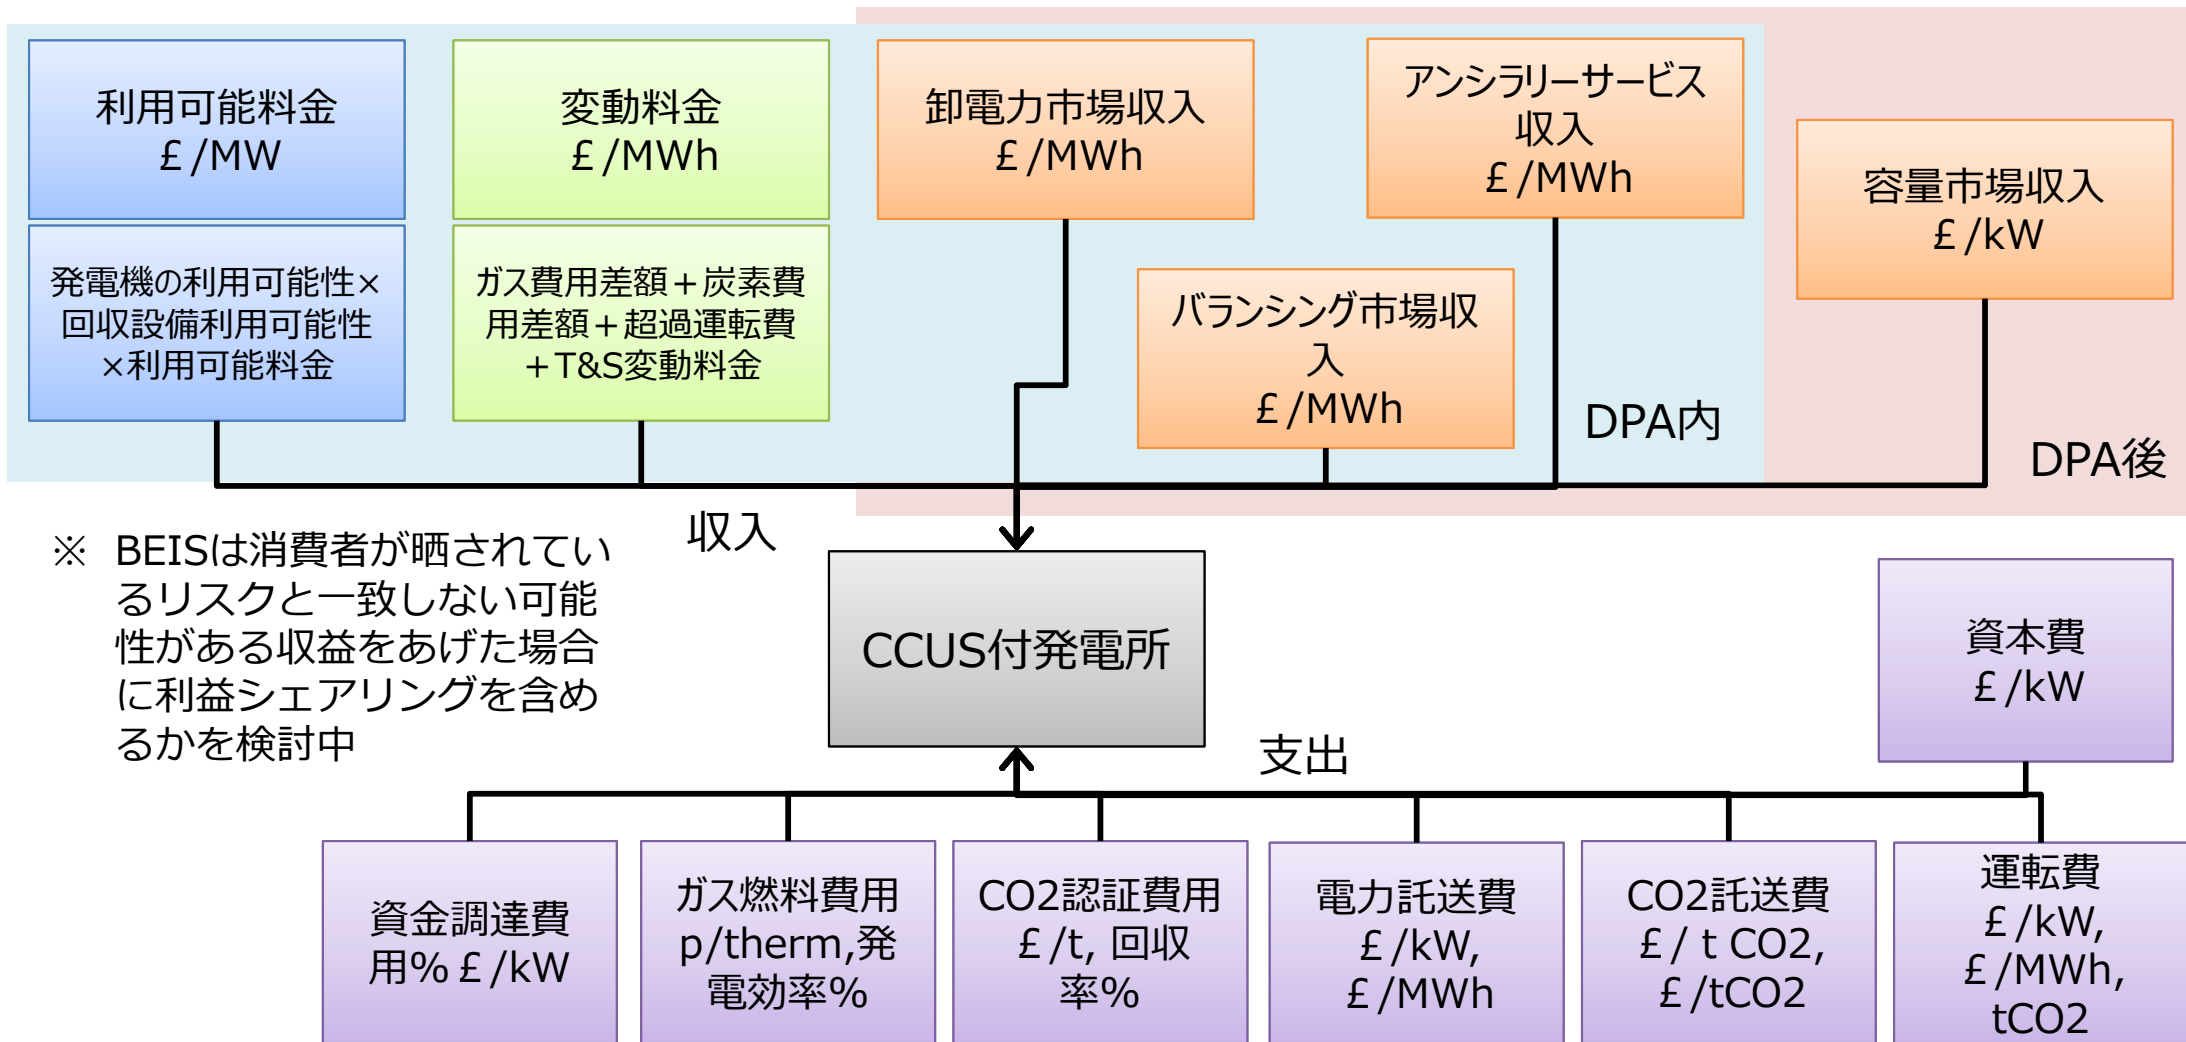 利用可能料金
£/MW
発電機の利用可能性×
回収設備利用可能性
×利用可能料金
変動料金
£/MWh
ガス費用差額＋炭素費
用差額＋超過運転費
＋T&S変動料金
卸電力市場収入
£/MWh
アンシラリーサービス
収入
£/MWh
バランシング市場収
入
£/MWh
容量市場収入
£/kW
DPA内
DPA後
収入
※ BEISは消費者が晒されてい
るリスクと一致しない可能
性がある収益をあげた場合
に利益シェアリングを含め
るかを検討中
CCUS付発電所
支出
資本費
£/kW
資金調達費
用%£/kW
ガス燃料費用
p/therm,発
電効率%
CO2認証費用
£/t, 回収
率%
電力託送費
£/kW,
£/MWh
CO2託送費
£/ t CO2,
£/tCO2
運転費
£/kW,
£/MWh,
tCO2